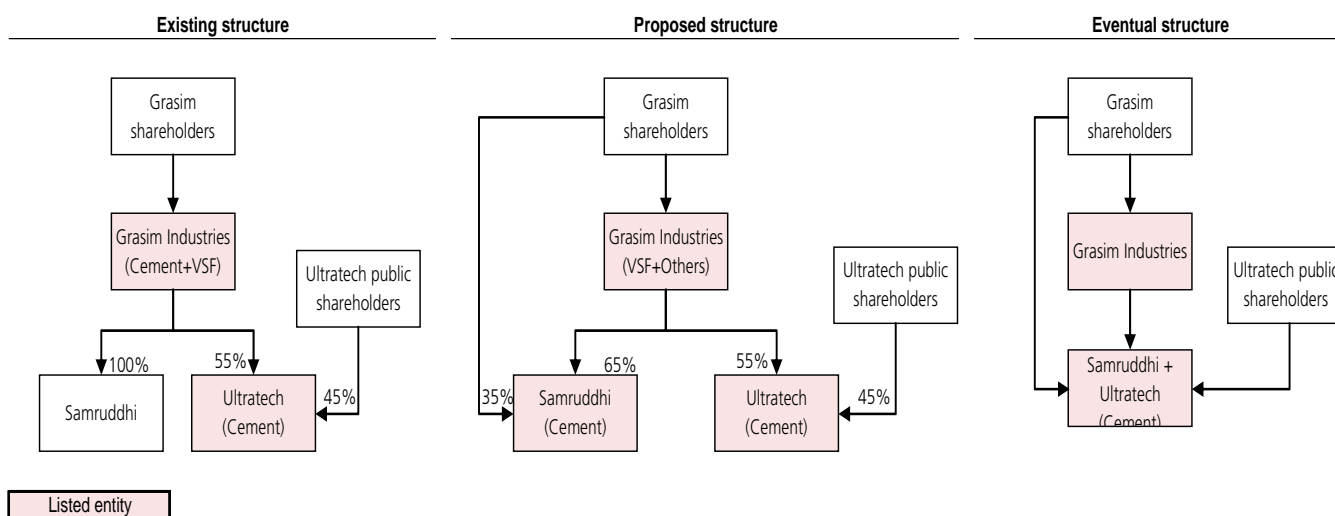 Existing structure
Grasim
shareholders
Grasim Industries
(Cement+VSF)
Ultratech public
shareholders
100%
55%
45%
Samruddhi
Ultratech
(Cement)
Proposed structure
Grasim
shareholders
Grasim Industries
(VSF+Others)
Ultratech public
shareholders
65%
55%
35%
45%
Samruddhi
(Cement)
Ultratech
(Cement)
Eventual structure
Grasim
shareholders
Grasim Industries
Ultratech public
shareholders
Samruddhi +
Ultratech
(Cement)
Listed entity